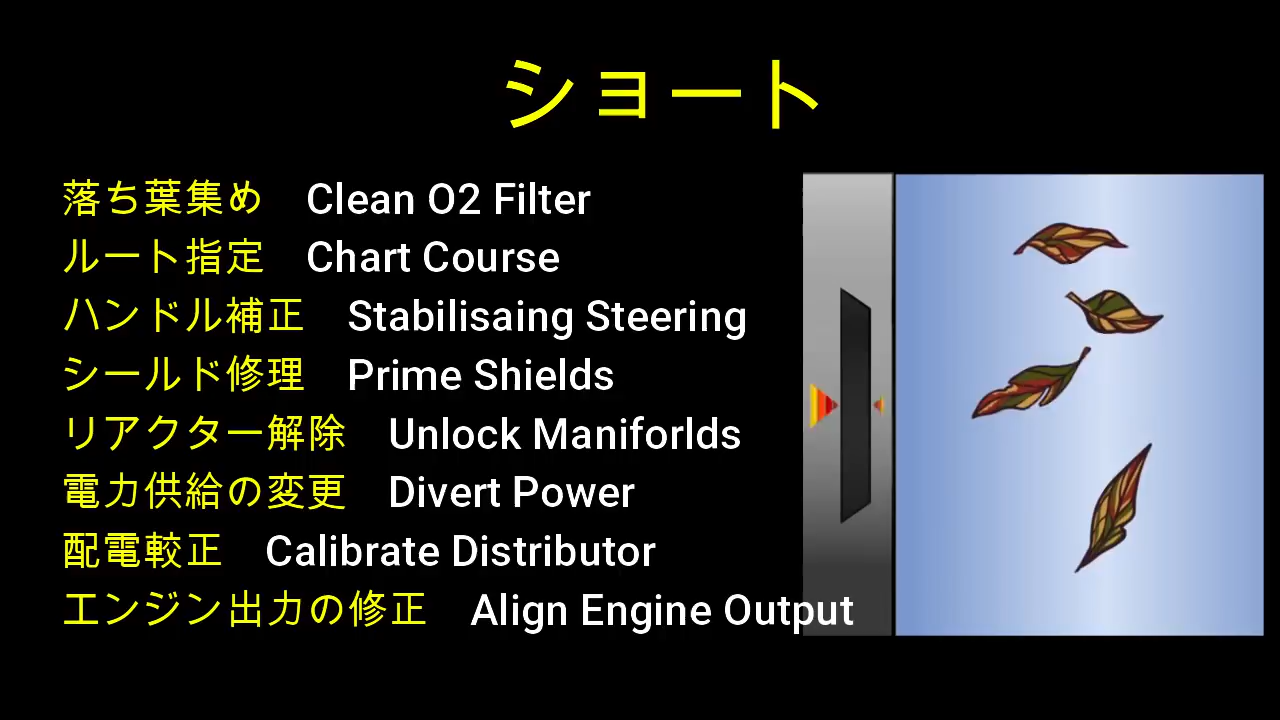 ショート
落ち葉集め Clean O2 Filter
ルート指定 Chart Course
ハンドル補正 Stabilisaing Steering
シールド修理 Prime Shields
リアクター解除 Unlock Maniforlds
電力供給の変更 Divert Power
配電較正 Calibrate Distributor
エンジン出力の修正 Align Engine Output